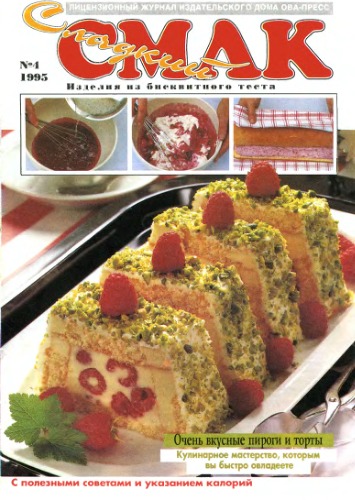 ЛИЦЕНЗИОННЫЙ ЖУРНАЛ ИЗДАТЕЛЬСКОГО ДОМА ОВА-ПРЕСС
Сладкий
СМАК
№4
1995
Изделия из бисквитного теста
Очень вкусные пироги и торты
Кулинарное мастерство, которым
вы быстро овладеете
С полезными советами и указанием калорий